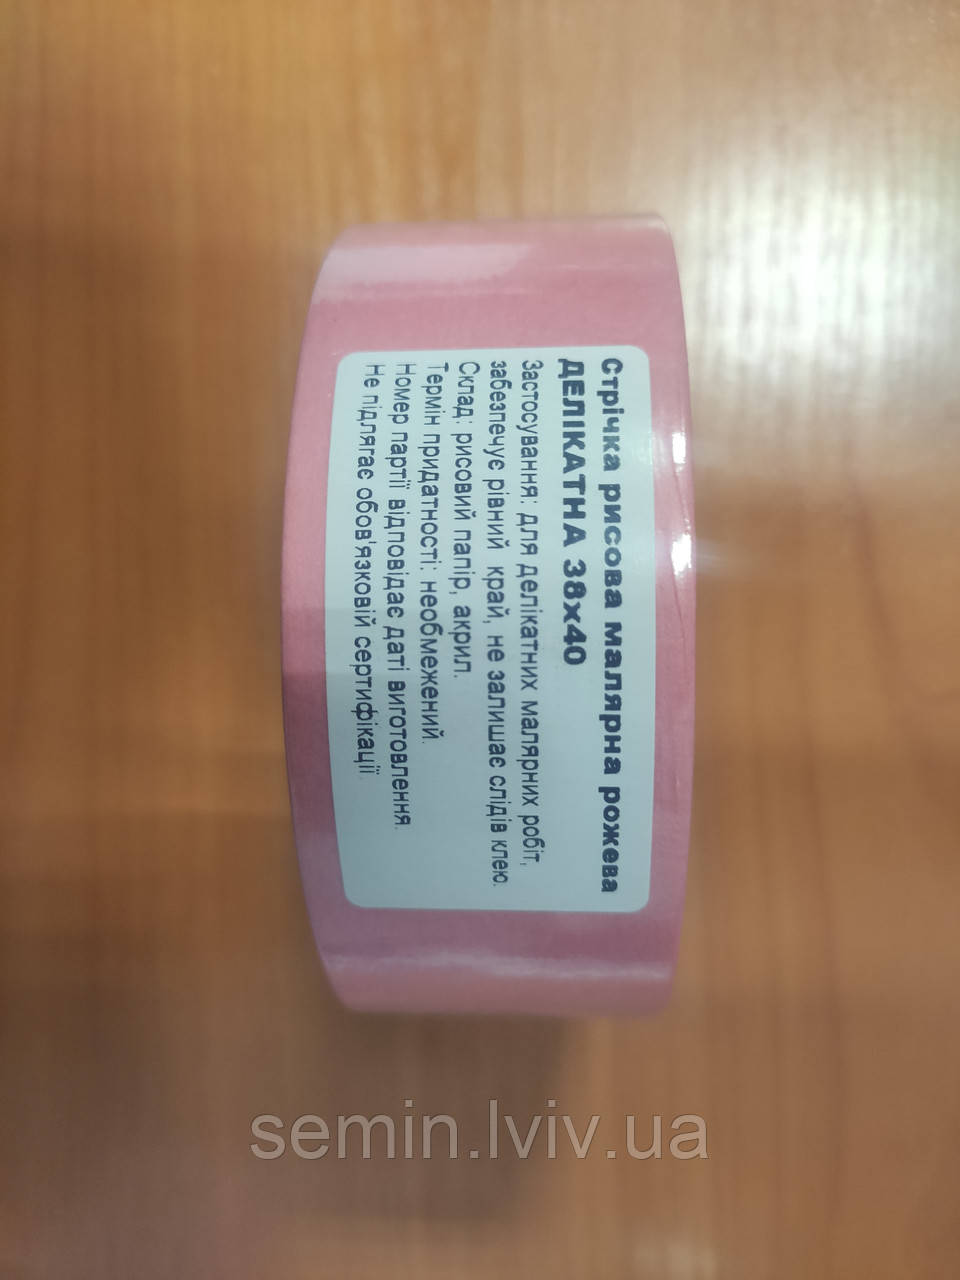 Стрічка рисова малярна рожева
ДЕЛІКАТНА 38х40
Застосування: для делікатних малярних робіт,
забезпечує рівний край, не залишає слідів клею.
Склад: рисовий папір, акрил.
Термін придатності: необмежений.
Номер партії відповідає даті виготовлення.
Не підлягає обов'язковій сертифікації.
semin.lviv.ua